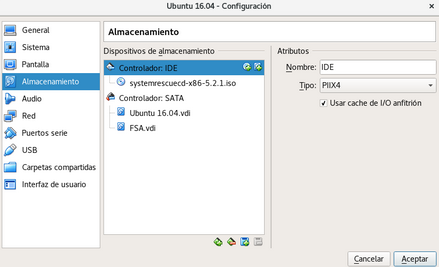 Ubuntu 16.04 - Configuración
General
Sistema
Pantalla
Almacenamiento
Audio
Red
Puertos serie
USB
Carpetas compartidas
Interfaz de usuario
Almacenamiento
Dispositivos de almacenamiento
Controlador: IDE
systemrescuecd-x86-5.2.1.iso
Controlador: SATA
Ubuntu 16.04.vdi
FSA.vdi
Atributos
Nombre: IDE
Tipo: PIIX4
Usar cache de I/O anfitrión
Cancelar
Aceptar